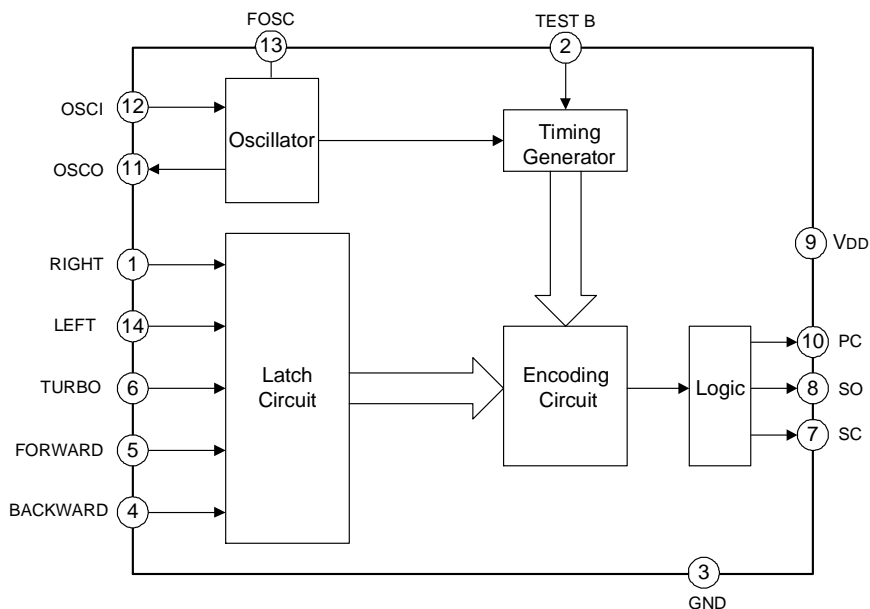 FOSC
13
TEST B
2
OSCI
12
Oscillator
Timing
Generator
OSCO
11
RIGHT
1
9
VDD
LEFT
14
TURBO
6
Latch
Circuit
Encoding
Circuit
Logic
10
PC
8
SO
7
SC
FORWARD
5
BACKWARD
4
3
GND